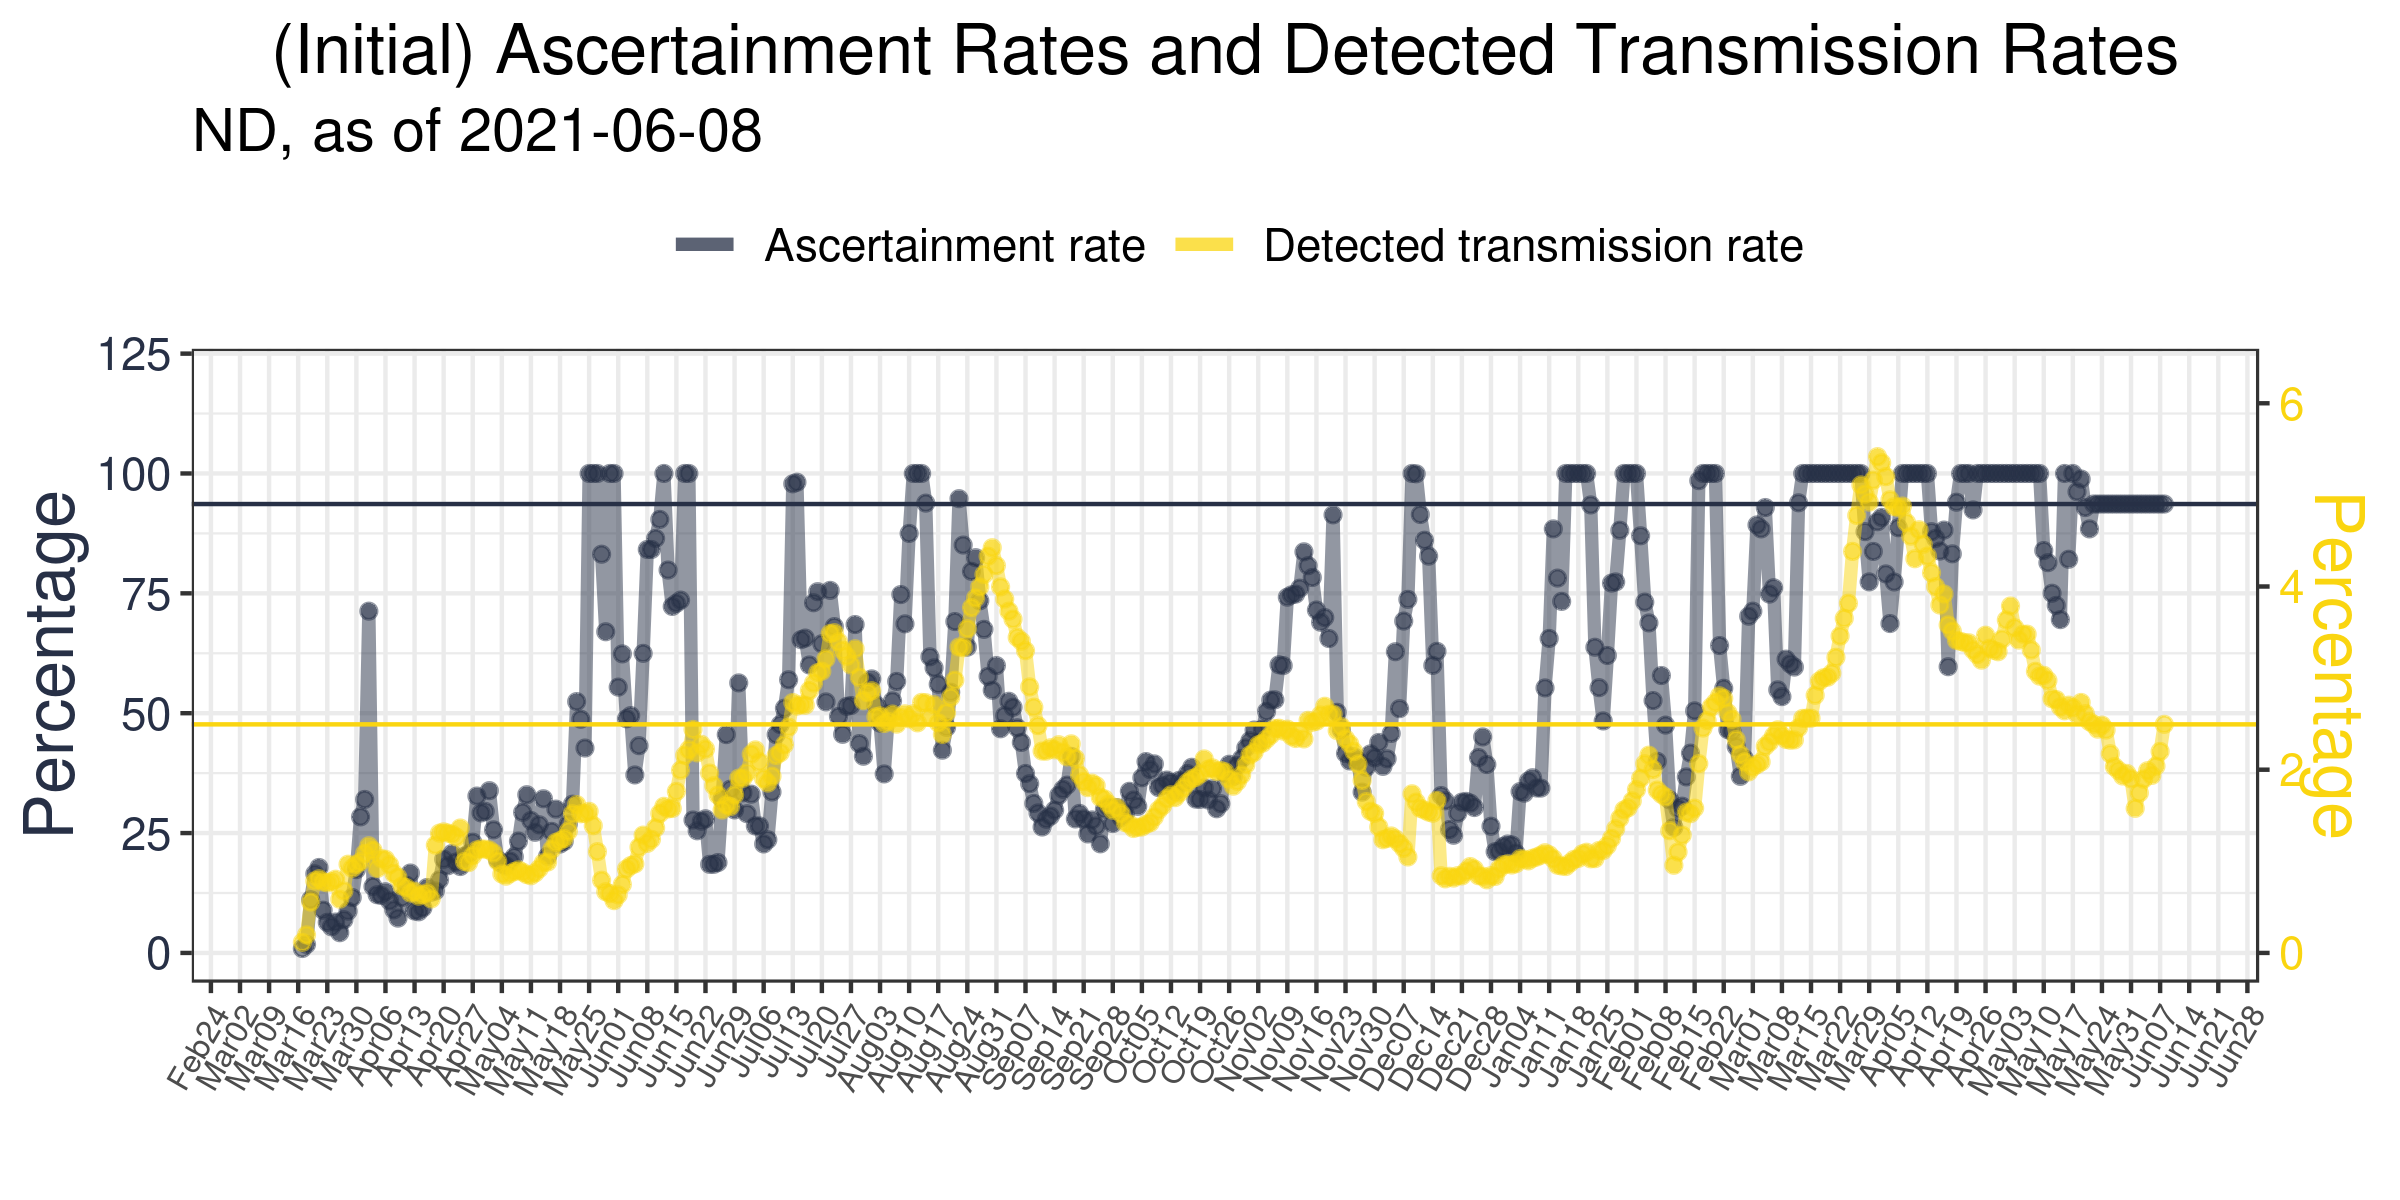 (Initial) Ascertainment Rates and Detected Transmission Rates
ND, as of 2021-06-08
Ascertainment rate
Detected transmission rate
125
100
75
50
25
0
Percentage
6
4
2
0
Percentage
Feb24
Mar02
Mar09
Mar16
Mar23
Mar30
Apr06
Apr13
Apr20
Apr27
May04
May11
May18
May25
Jun01
Jun08
Jun15
Jun22
Jun29
Jul06
Jul13
Jul20
Jul27
Aug03
Aug10
Aug17
Aug24
Aug31
Sep07
Sep14
Sep21
Sep28
Oct05
Oct12
Oct19
Oct26
Nov02
Nov09
Nov16
Nov23
Nov30
Dec07
Dec14
Dec21
Dec28
Jan04
Jan11
Jan18
Jan25
Feb01
Feb08
Feb15
Feb22
Mar01
Mar08
Mar15
Mar22
Mar29
Apr05
Apr12
Apr19
Apr26
May03
May10
May17
May24
May31
Jun07
Jun14
Jun21
Jun28